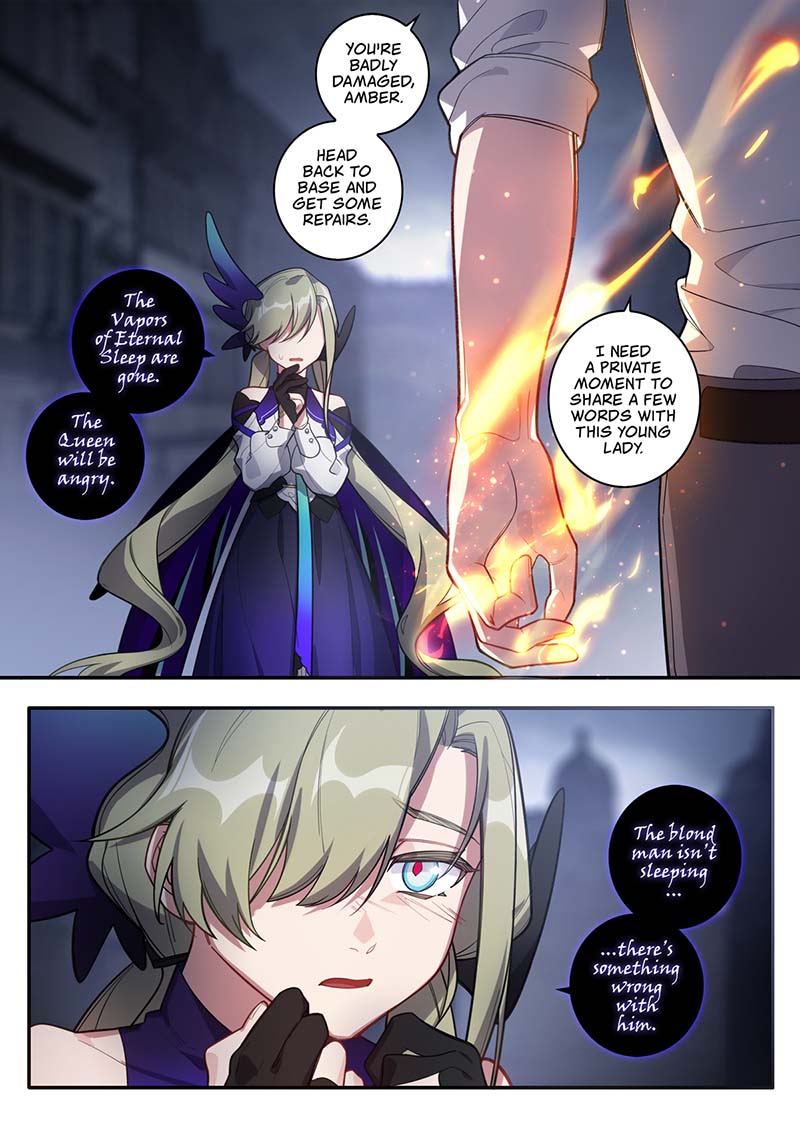 YOU'RE
BADLY
DAMAGED,
AMBER.
HEAD
BACK TO
BASE AND
GET SOME
REPAIRS.
The
Vapors
of Eternal
Sleep are
gone.
The
Queen
will be
angry.
I NEED
A PRIVATE
MOMENT TO
SHARE A FEW
WORDS WITH
THIS YOUNG
LADY.
The blond
man isn't
sleeping
...
...there's
something
wrong
with
him.